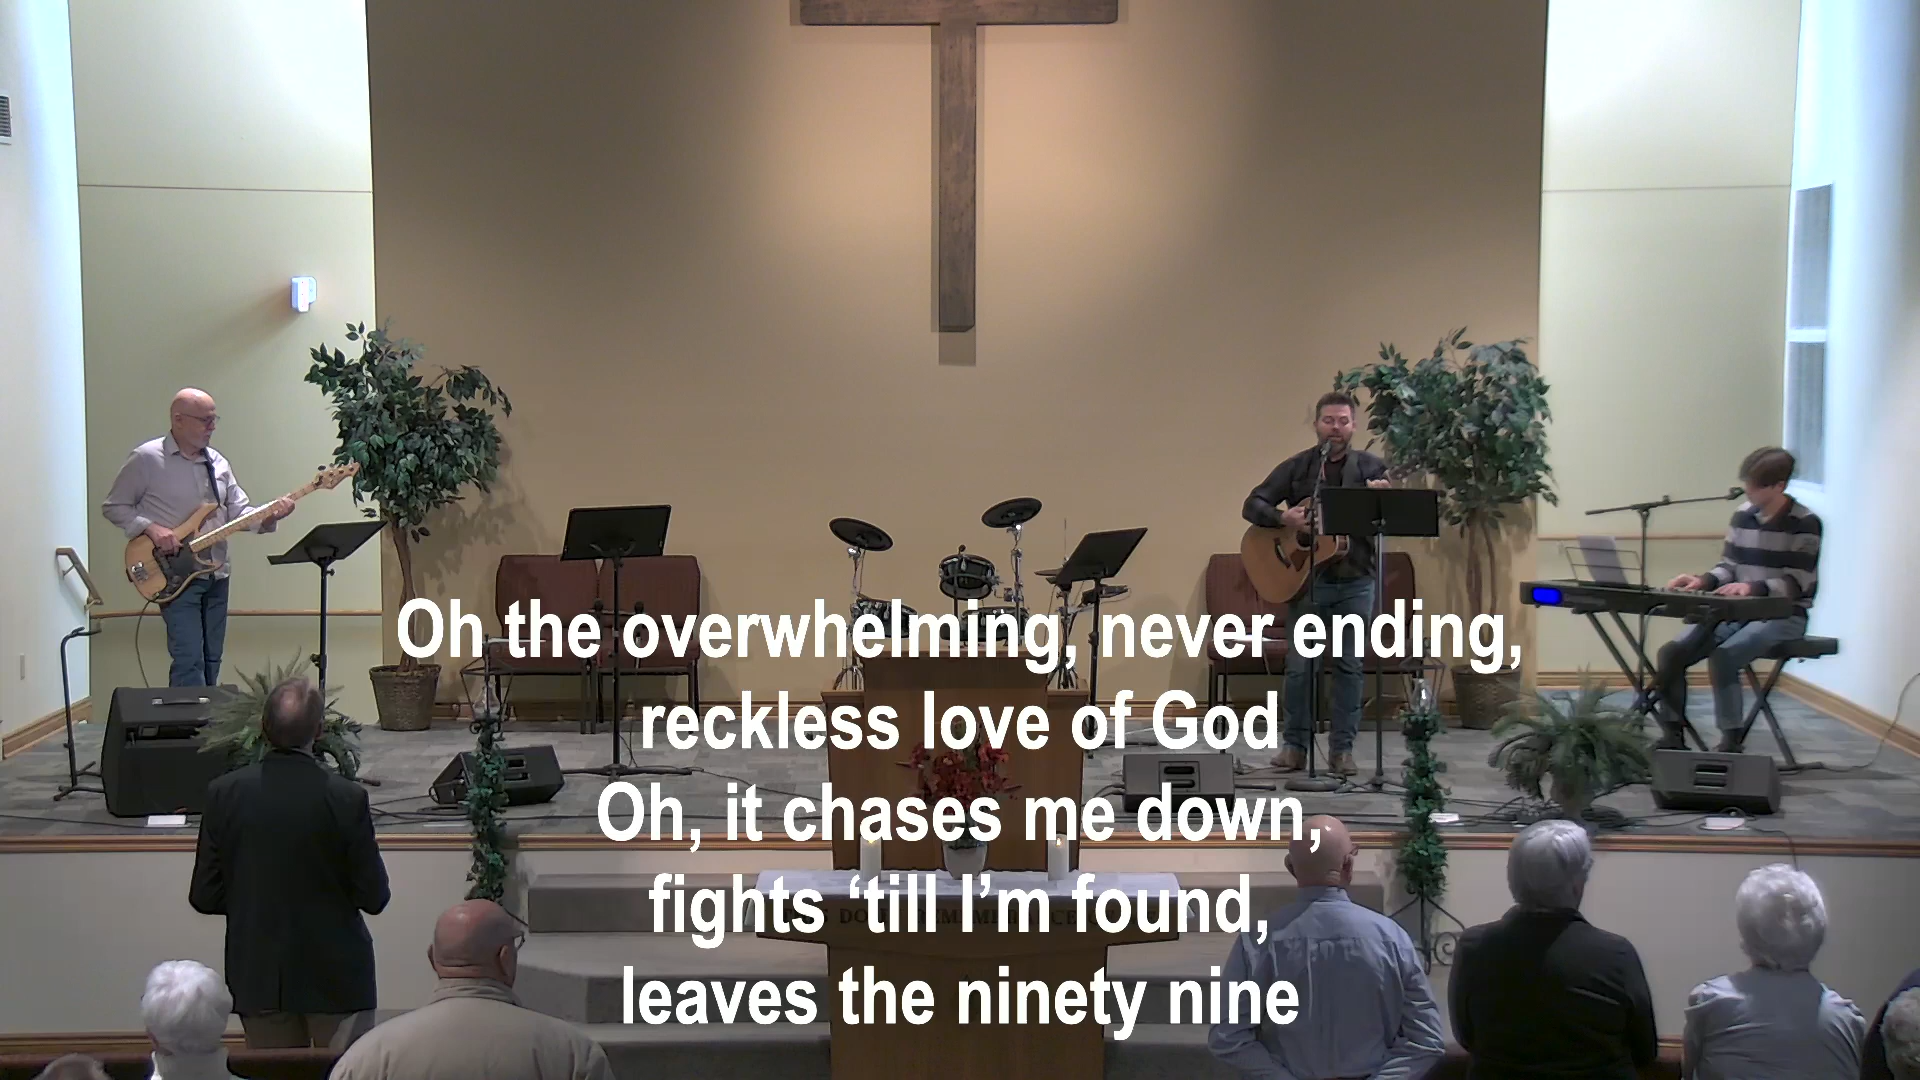 Oh the overwhelming, never ending,
reckless love of God
Oh, it chases me down,
fights ‘till I’m found,
leaves the ninety nine